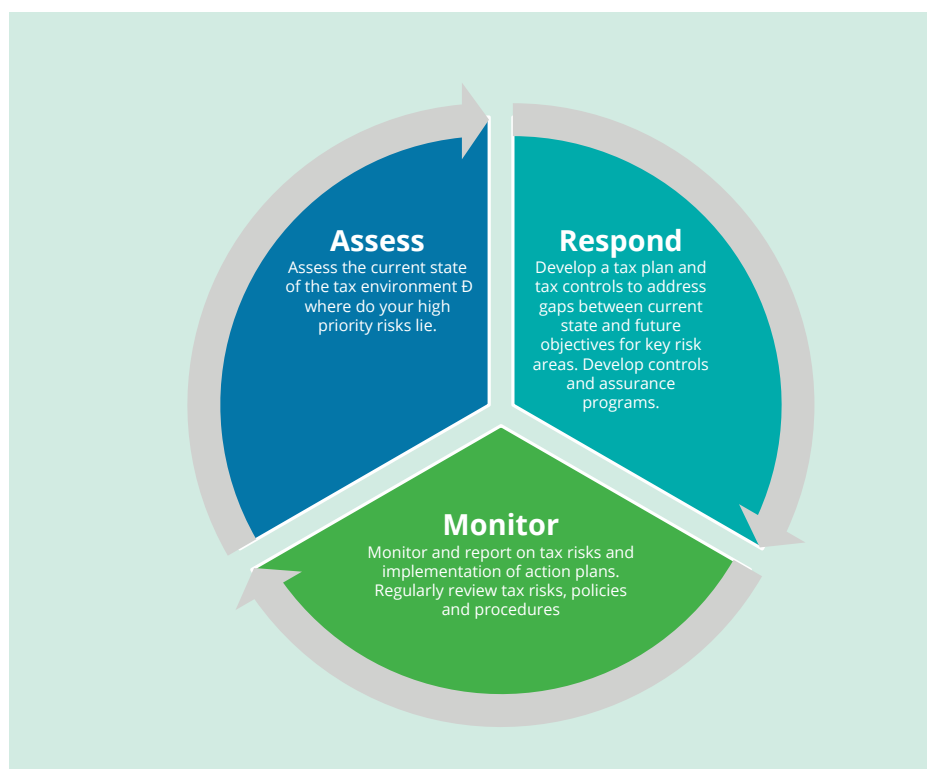 Assess
Assess the current state
of the tax environment Ð
where do your high
priority risks lie.
Respond
Develop a tax plan and
tax controls to address
gaps between current
state and future
objectives for key risk
areas. Develop controls
and assurance
programs.
Monitor
Monitor and report on tax risks and
implementation of action plans.
Regularly review tax risks, policies
and procedures